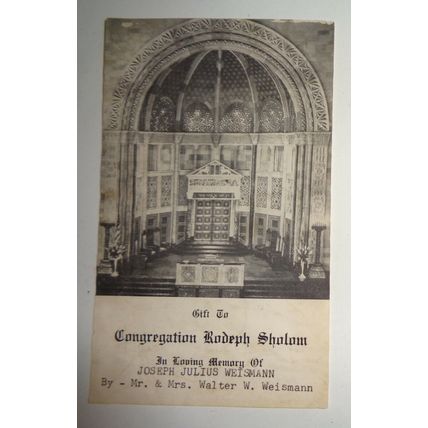 Gift To
Congregation Rodeph Sholom
In Loving Memory Of
JOSEPH JULIUS WEISMANN
By - Mr. & Mrs. Walter W. Weismann